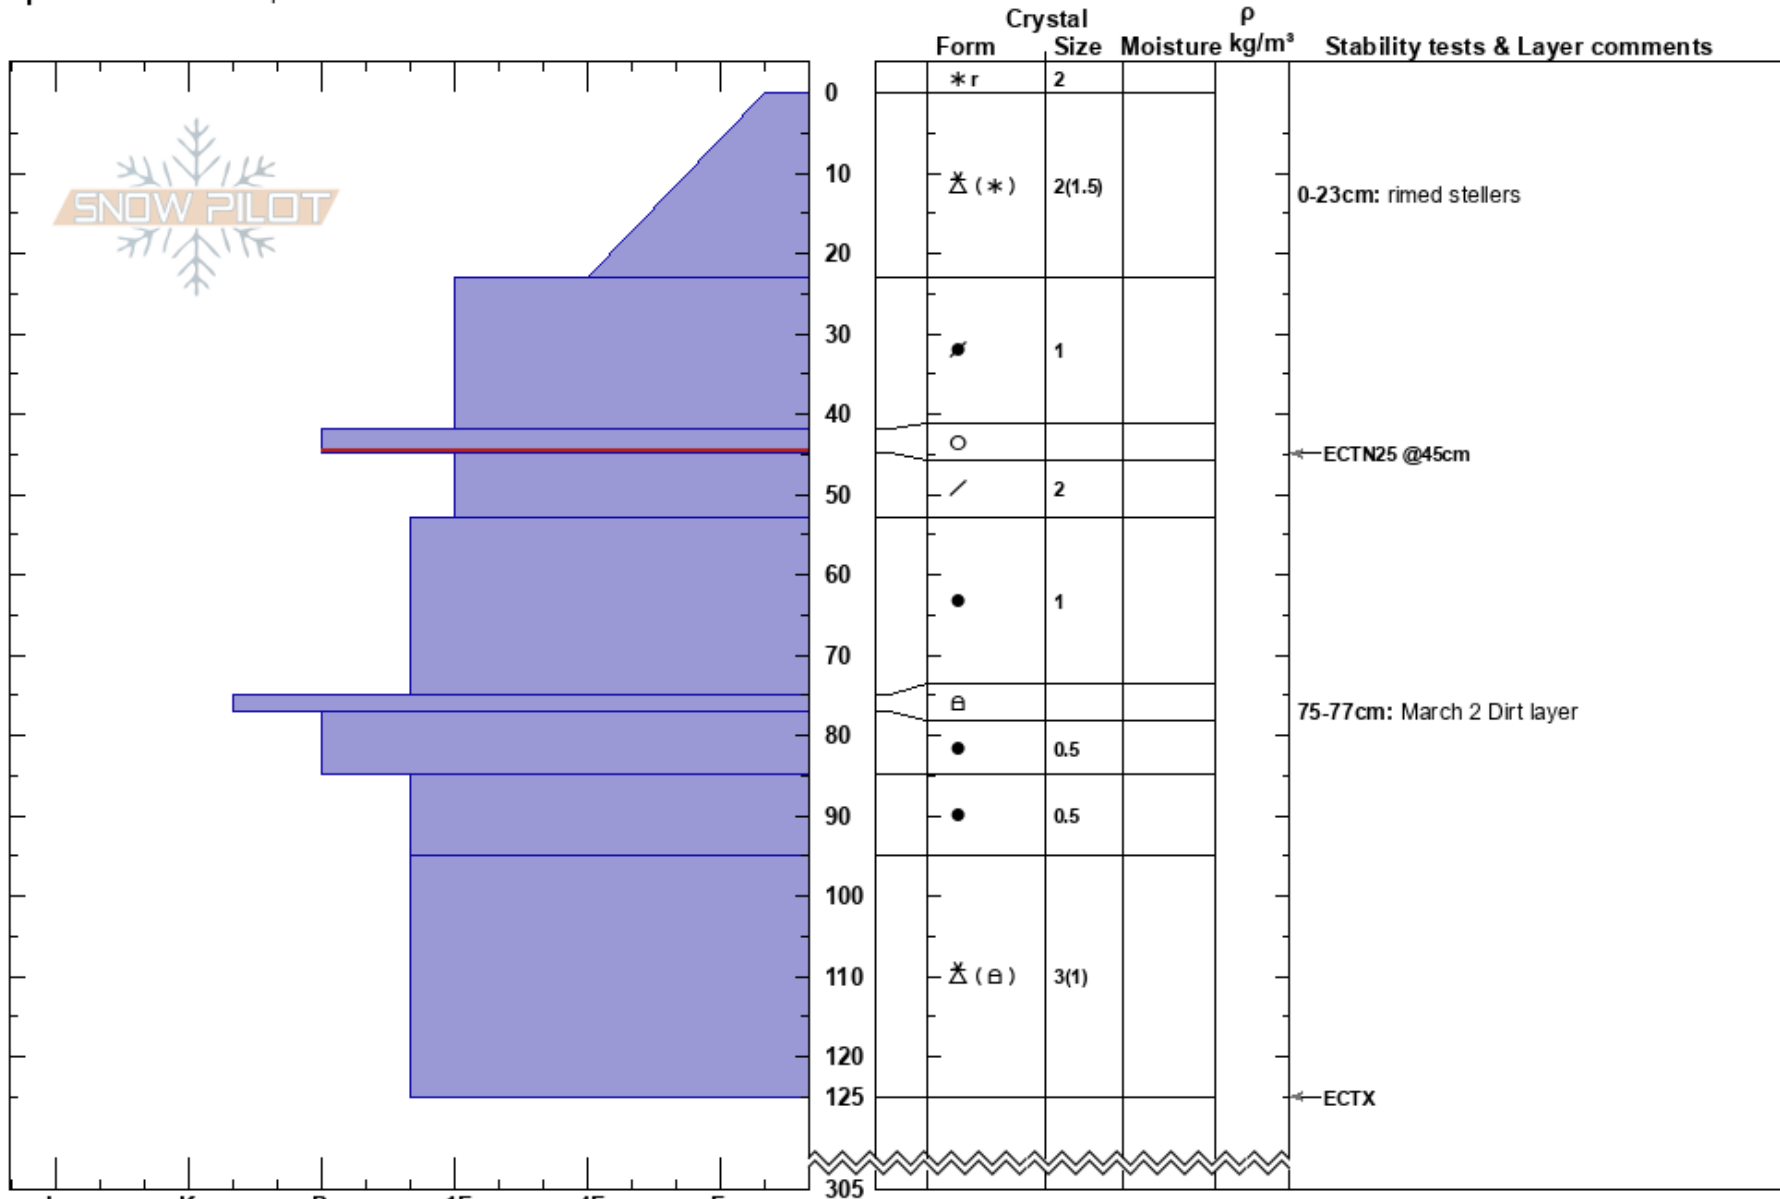 Crystal
ρ
Form Size Moisture kg/m³ Stability tests & Layer comments
* r 2
0
SNOW PILOT
10
(*) 2(1.5)
0-23cm: rimed stellers
20
30
1
40
ECTN25 @45cm
50
2
60
1
70
75-77cm: March 2 Dirt layer
80
0.5
90
0.5
100
110
3(1)
120
125
ECTX
305